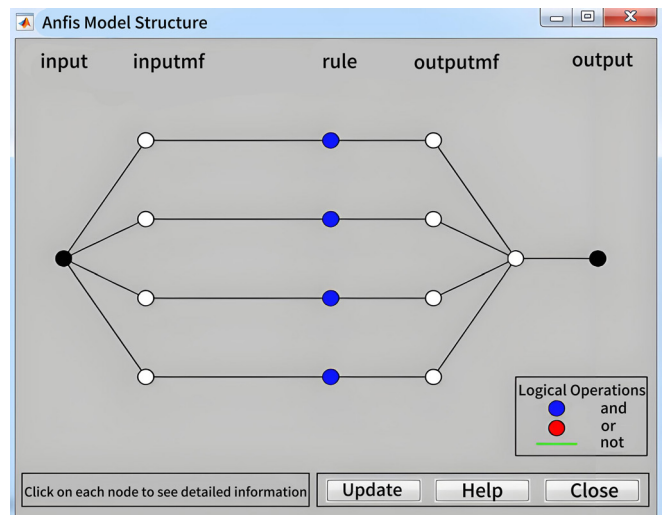 Anfis Model Structure
input inputmf rule outputmf output
Logical Operations
and
or
not
Click on each node to see detailed information
Update Help Close